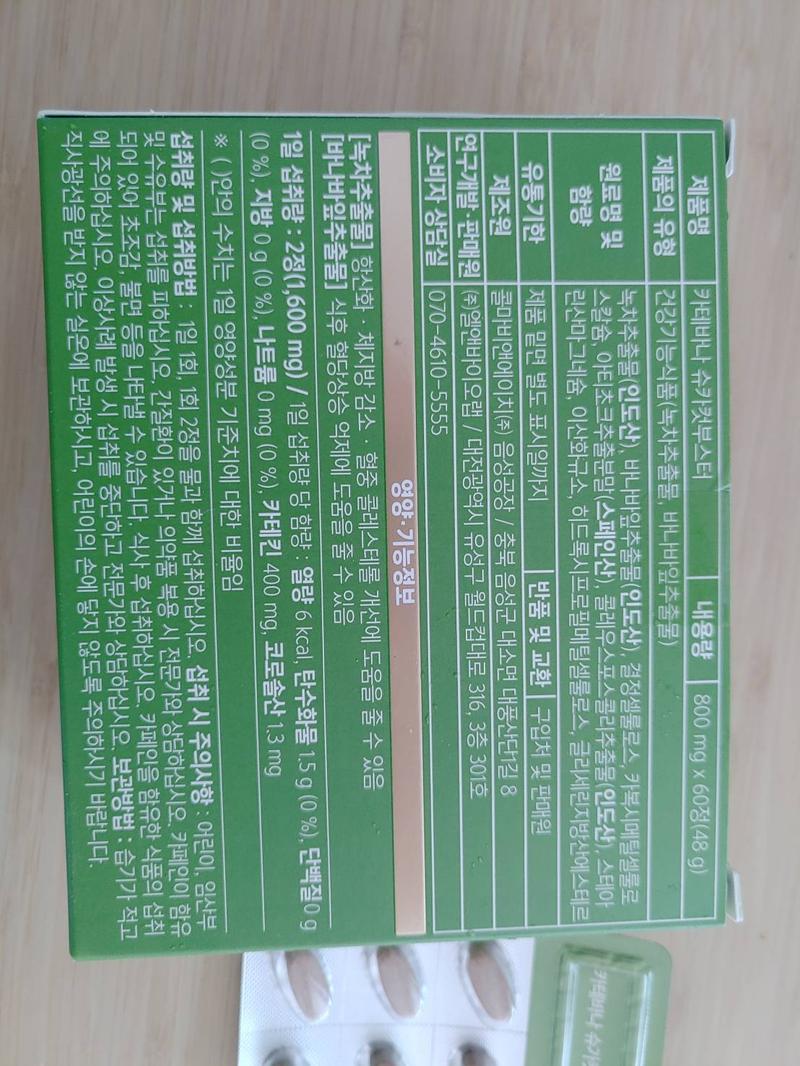 제품명 카테바나 슈카컷부스터 내용량 800 mg x 60정(48 g)
제품의 유형 건강기능식품(녹차추출물, 바나바잎추출물)
원료명 및 함량
녹차추출물(인도산), 바나바잎추출물(인도산), 결정셀룰로스, 카복시메틸셀룰로
스칼슘, 아티초크추출분말(스페인산), 콜리우스포스콜리추출물(인도산), 스테아
린산마그네슘, 이산화규소, 히드록시프로필메틸셀룰로스, 글리세린지방산에스테르
유통기한 제품 밑면 별도 표시일까지 반품 및 교환 구입처 및 판매원
제조원 콜마비앤에이치(주) 음성공장 / 충북 음성군 대소면 대풍산단1길 8
연구개발·판매원 (주)엘앤바이오랩 / 대전광역시 유성구 월드컵대로 316, 3층 301호
소비자 상담실 070-4610-5555
영양·기능정보
[녹차추출물] 항산화 · 체지방 감소 · 혈중 콜레스테롤 개선에 도움을 줄 수 있음
[바나바잎추출물] 식후 혈당상승 억제에 도움을 줄 수 있음
1일 섭취량 : 2정(1,600 mg) / 1일 섭취량 당 함량 : 열량 6 kcal, 탄수화물 1.5 g (0 %), 단백질 0 g
(0 %), 지방 0 g (0 %), 나트륨 0 mg (0 %), 카테킨 400 mg, 코로솔산 1.3 mg
※ ( )안의 수치는 1일 영양성분 기준치에 대한 비율임
섭취량 및 섭취방법 : 1일 1회, 1회 2정을 물과 함께 섭취하십시오. 섭취 시 주의사항 : 어린이, 임산부
및 수유부는 섭취를 피하십시오. 간질환이 있거나 의약품 복용 시 전문가와 상담하십시오. 카페인이 함유
되어 있어 초조감, 불면 등을 나타낼 수 있습니다. 식사 후 섭취하십시오. 카페인을 함유한 식품의 섭취
에 주의하십시오. 이상사례 발생 시 섭취를 중단하고 전문가와 상담하십시오. 보관방법 : 습기가 적고
직사광선을 받지 않는 실온에 보관하시고, 어린이의 손에 닿지 않도록 주의하시기 바랍니다.
카테바나 슈카